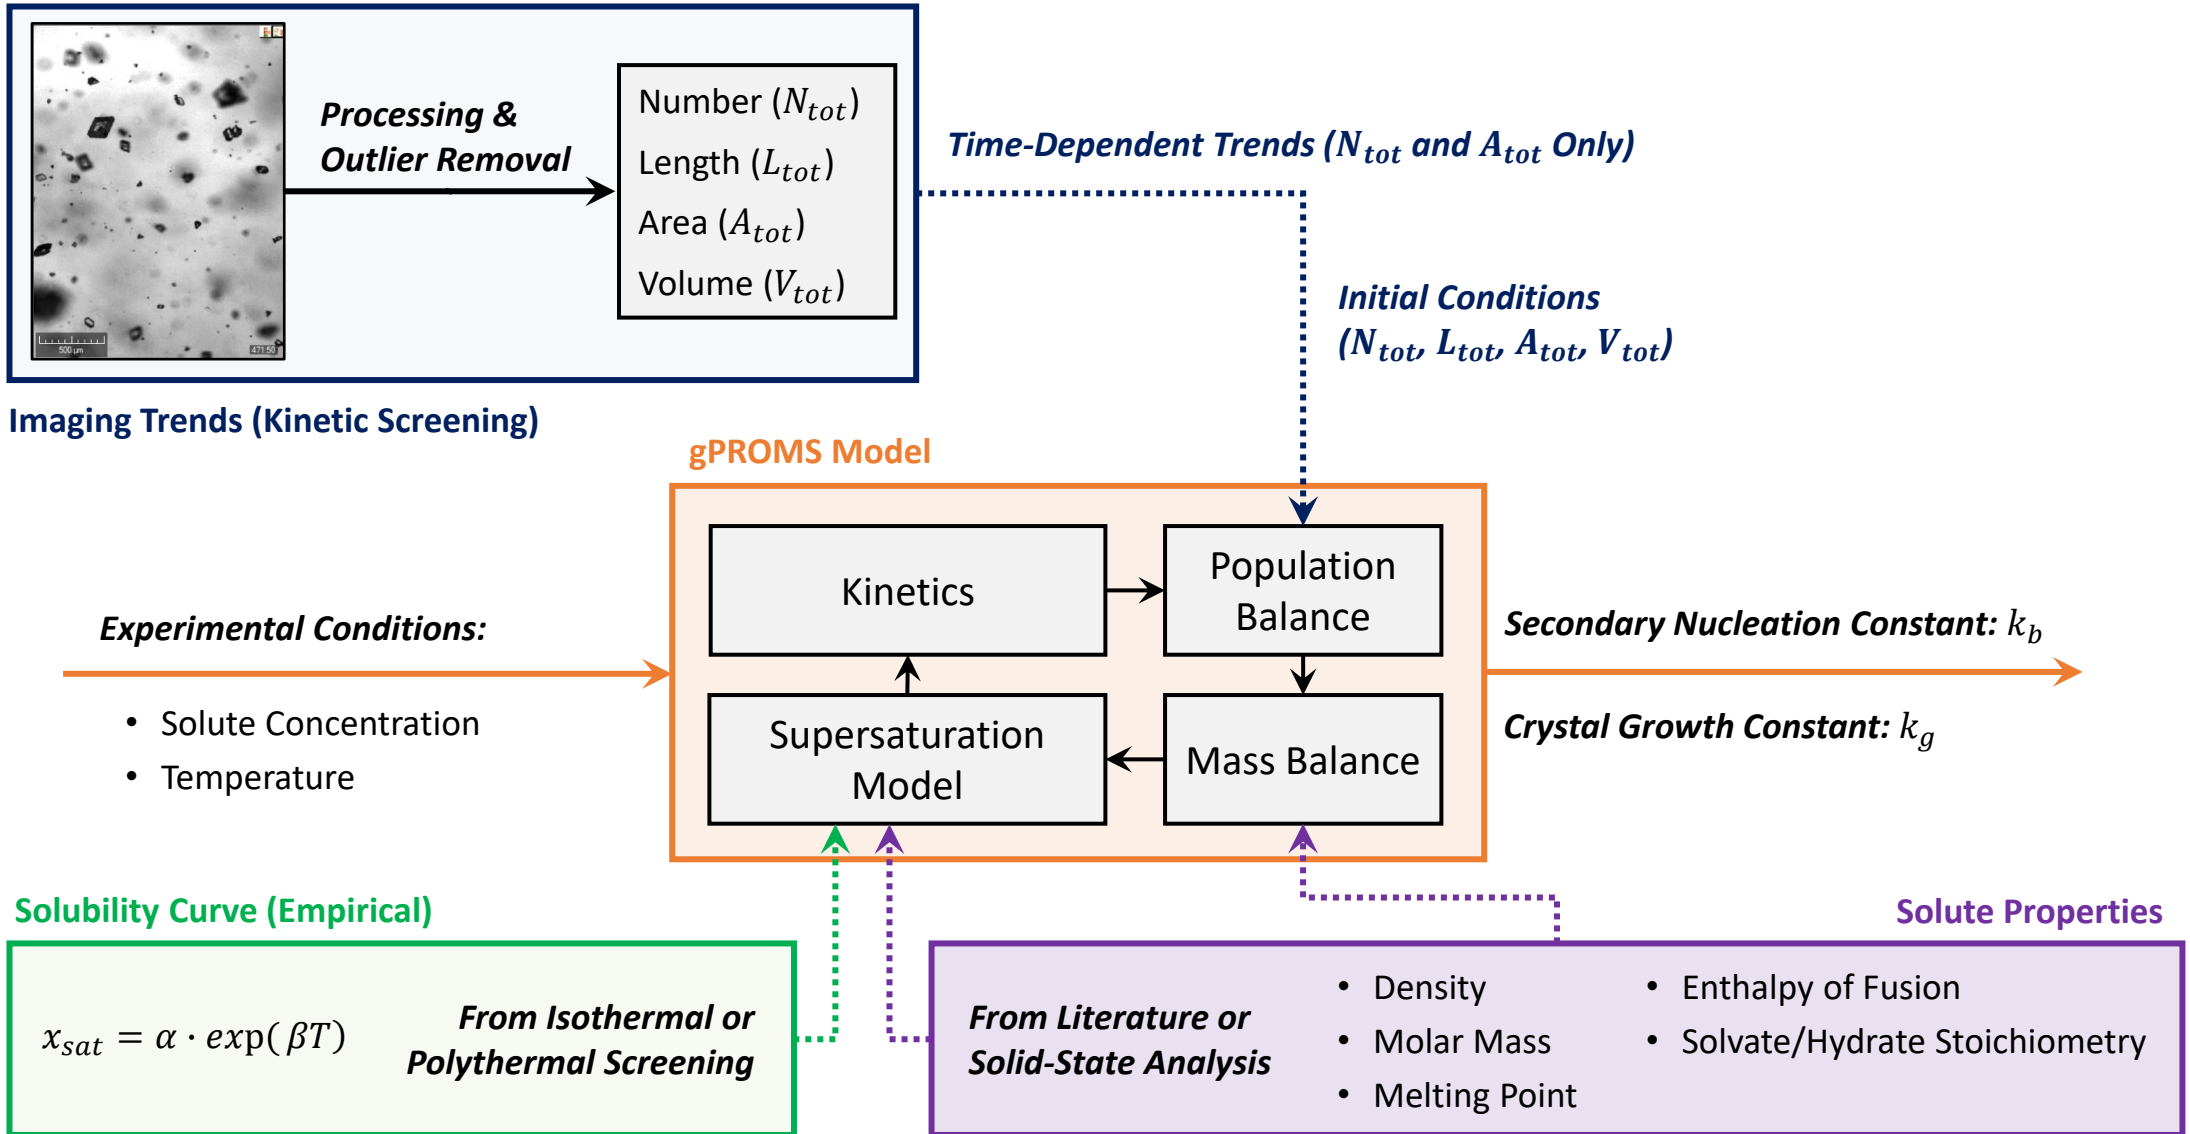 Processing &
Outlier Removal
Number (N_tot)
Length (L_tot)
Area (A_tot)
Volume (V_tot)
500 µm
471.50
Time-Dependent Trends (N_tot and A_tot Only)
Initial Conditions
(N_tot, L_tot, A_tot, V_tot)
Imaging Trends (Kinetic Screening)
gPROMS Model
Kinetics
Population
Balance
Supersaturation
Model
Mass Balance
Experimental Conditions:
• Solute Concentration
• Temperature
Secondary Nucleation Constant: k_b
Crystal Growth Constant: k_g
Solubility Curve (Empirical)
x_sat = α · exp(βT)
From Isothermal or
Polythermal Screening
Solute Properties
From Literature or
Solid-State Analysis
• Density
• Molar Mass
• Melting Point
• Enthalpy of Fusion
• Solvate/Hydrate Stoichiometry